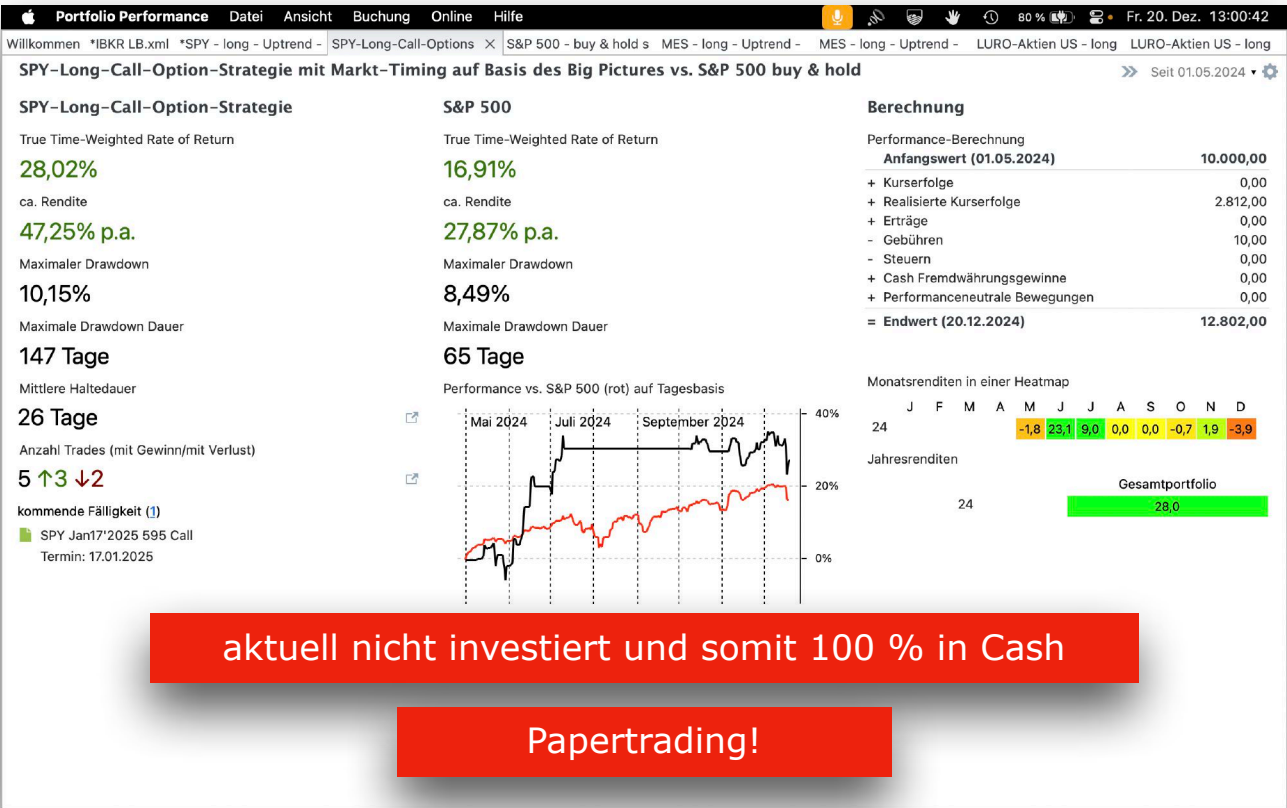 Portfolio Performance Datei Ansicht Buchung Online Hilfe 80 % Fr. 20. Dez. 13:00:42
Willkommen *IBKR LB.xml *SPY - long - Uptrend - SPY-Long-Call-Options × S&P 500 - buy & hold s MES - long - Uptrend - MES - long - Uptrend - LURO-Aktien US - long LURO-Aktien US - long
SPY-Long-Call-Option-Strategie mit Markt-Timing auf Basis des Big Pictures vs. S&P 500 buy & hold
Seit 01.05.2024
SPY-Long-Call-Option-Strategie
True Time-Weighted Rate of Return
28,02%
ca. Rendite
47,25% p.a.
Maximaler Drawdown
10,15%
Maximale Drawdown Dauer
147 Tage
Mittlere Haltedauer
26 Tage
Anzahl Trades (mit Gewinn/mit Verlust)
5 ↑3 ↓2
kommende Fälligkeit (1)
SPY Jan17'2025 595 Call
Termin: 17.01.2025
S&P 500
True Time-Weighted Rate of Return
16,91%
ca. Rendite
27,87% p.a.
Maximaler Drawdown
8,49%
Maximale Drawdown Dauer
65 Tage
Performance vs. S&P 500 (rot) auf Tagesbasis
Mai 2024 Juli 2024 September 2024
40%
20%
0%
Berechnung
Performance-Berechnung
Anfangswert (01.05.2024) 10.000,00
+ Kurserfolge 0,00
+ Realisierte Kurserfolge 2.812,00
+ Erträge 0,00
- Gebühren 10,00
- Steuern 0,00
+ Cash Fremdwährungsgewinne 0,00
+ Performanceneutrale Bewegungen 0,00
= Endwert (20.12.2024) 12.802,00
Monatsrenditen in einer Heatmap
J F M A M J J A S O N D
24 -1,8 23,1 9,0 0,0 0,0 -0,7 1,9 -3,9
Jahresrenditen
Gesamtportfolio
24 28,0
aktuell nicht investiert und somit 100 % in Cash
Papertrading!